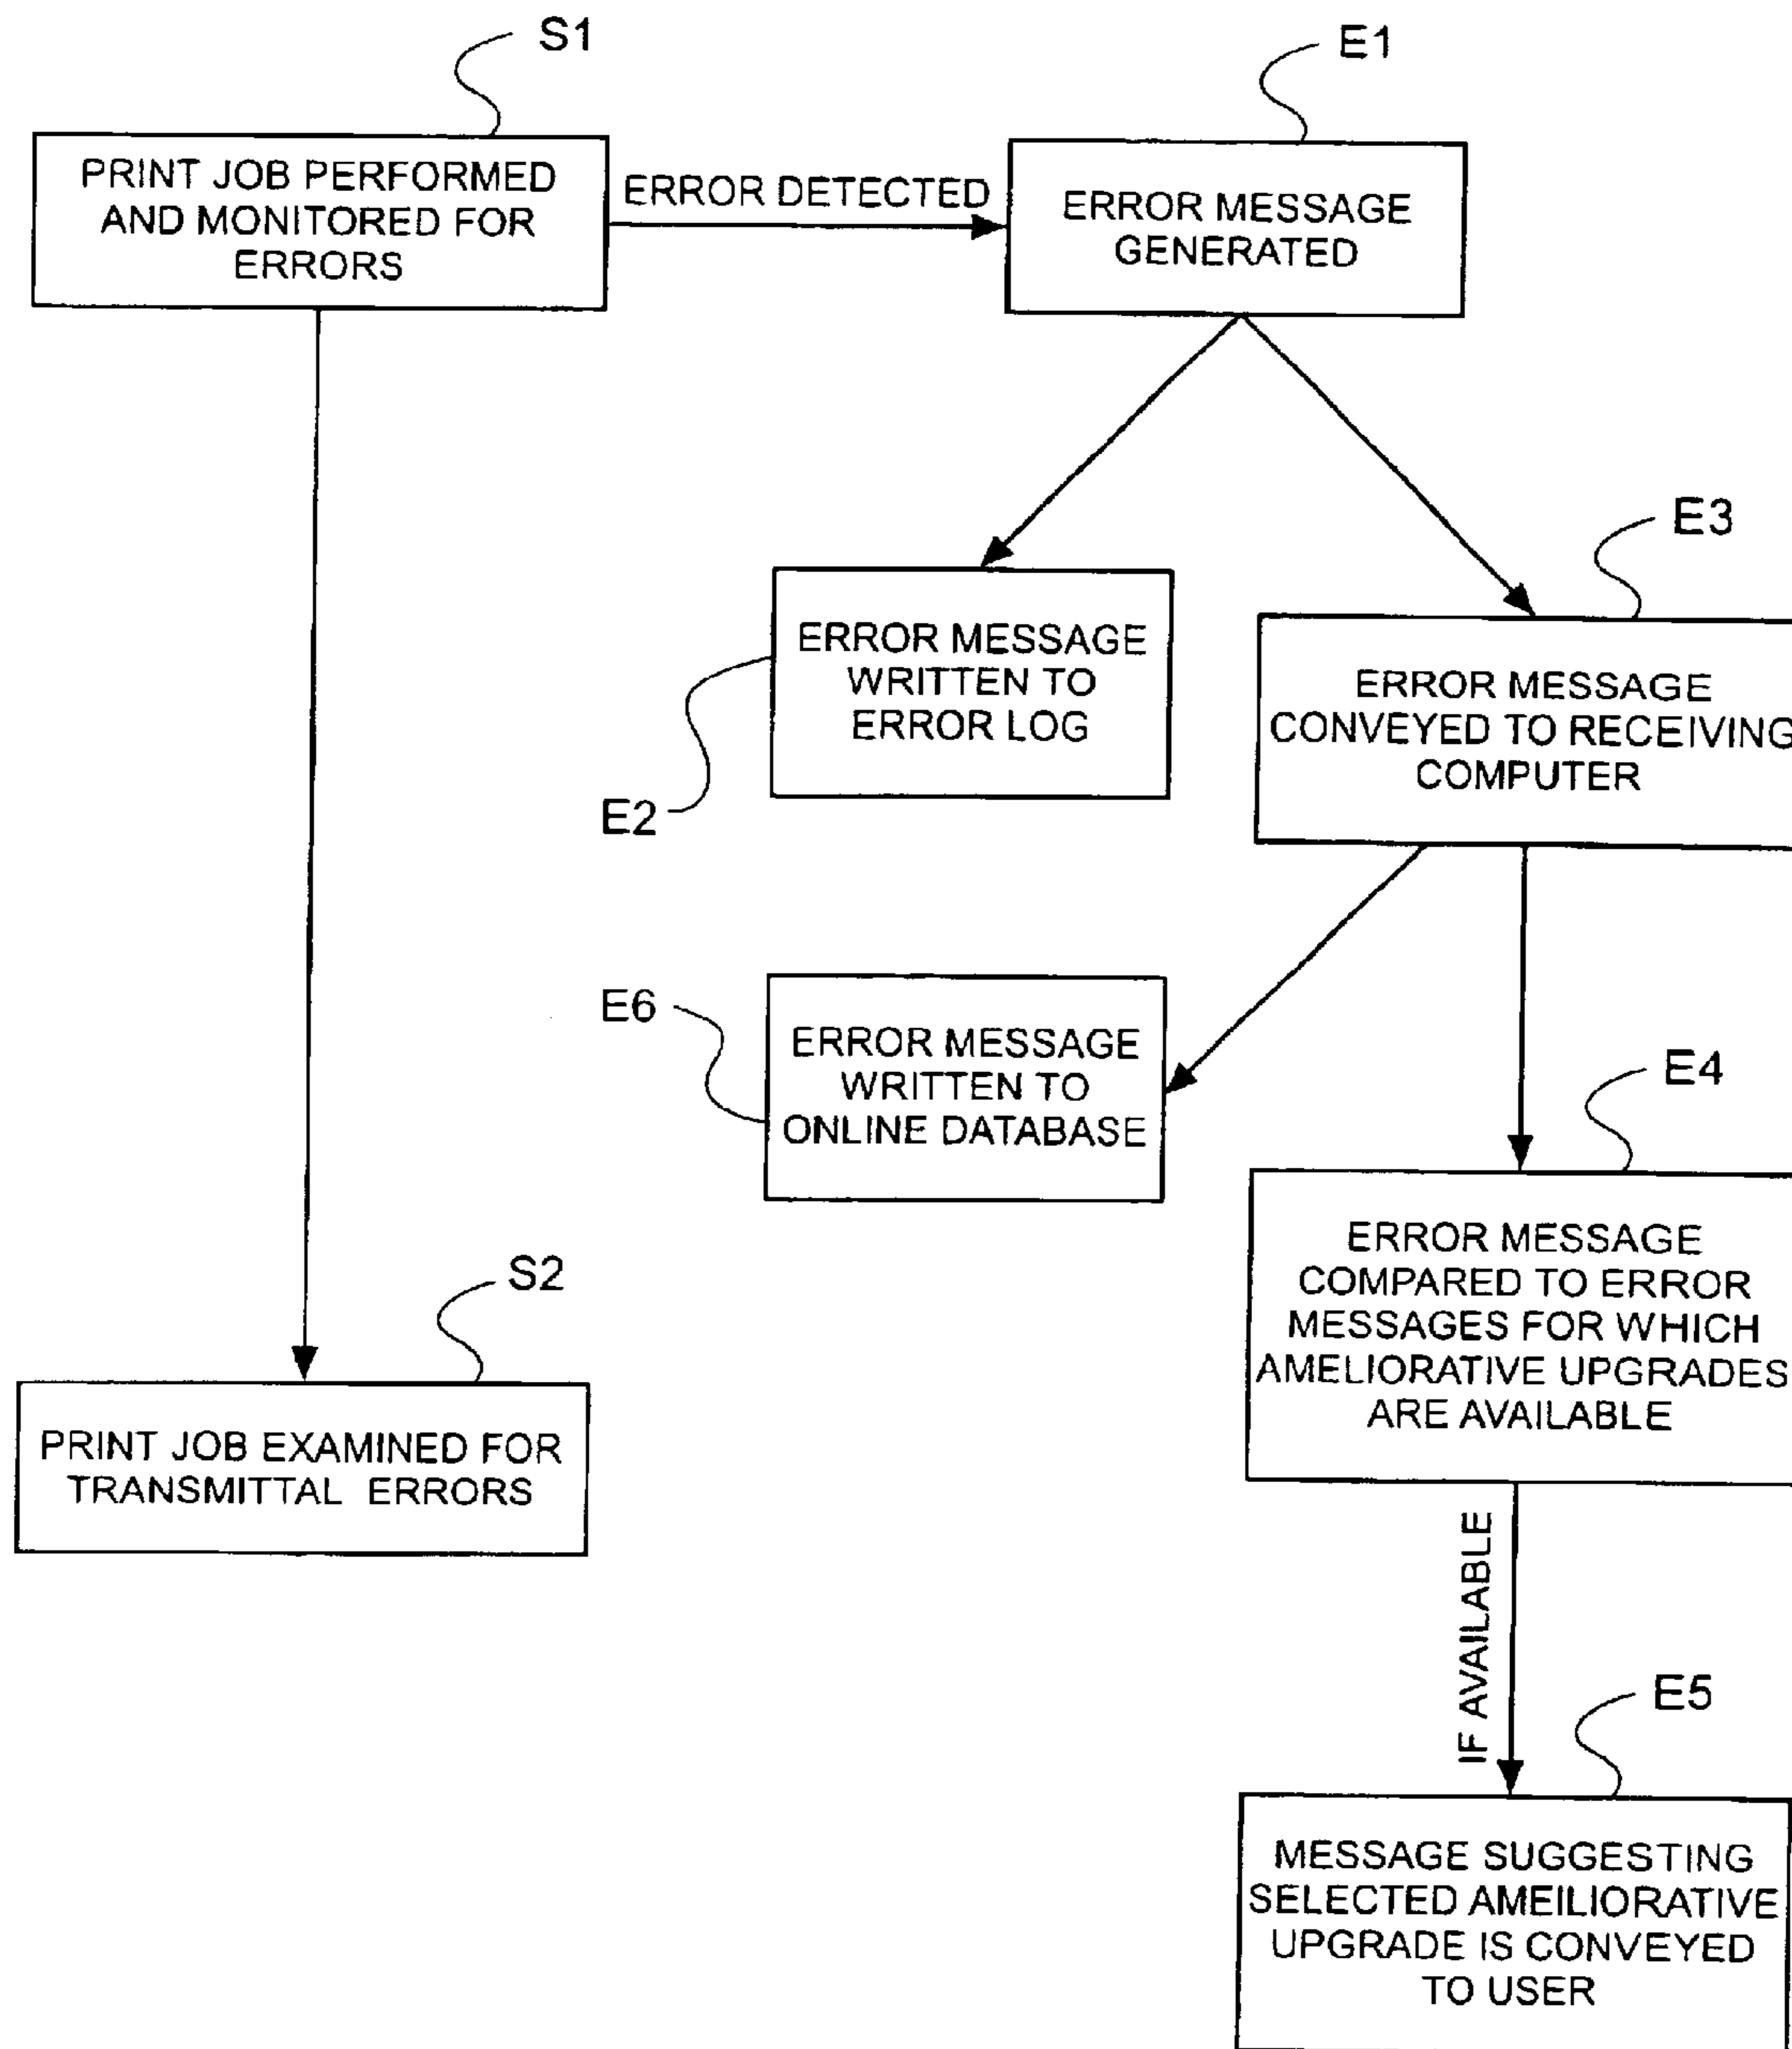 S1
PRINT JOB PERFORMED
AND MONITORED FOR
ERRORS
ERROR DETECTED
E1
ERROR MESSAGE
GENERATED
E2
ERROR MESSAGE
WRITTEN TO
ERROR LOG
E3
ERROR MESSAGE
CONVEYED TO RECEIVING
COMPUTER
E6
ERROR MESSAGE
WRITTEN TO
ONLINE DATABASE
E4
ERROR MESSAGE
COMPARED TO ERROR
MESSAGES FOR WHICH
AMELIORATIVE UPGRADES
ARE AVAILABLE
S2
PRINT JOB EXAMINED FOR
TRANSMITTAL ERRORS
IF AVAILABLE
E5
MESSAGE SUGGESTING
SELECTED AMEILIORATIVE
UPGRADE IS CONVEYED
TO USER